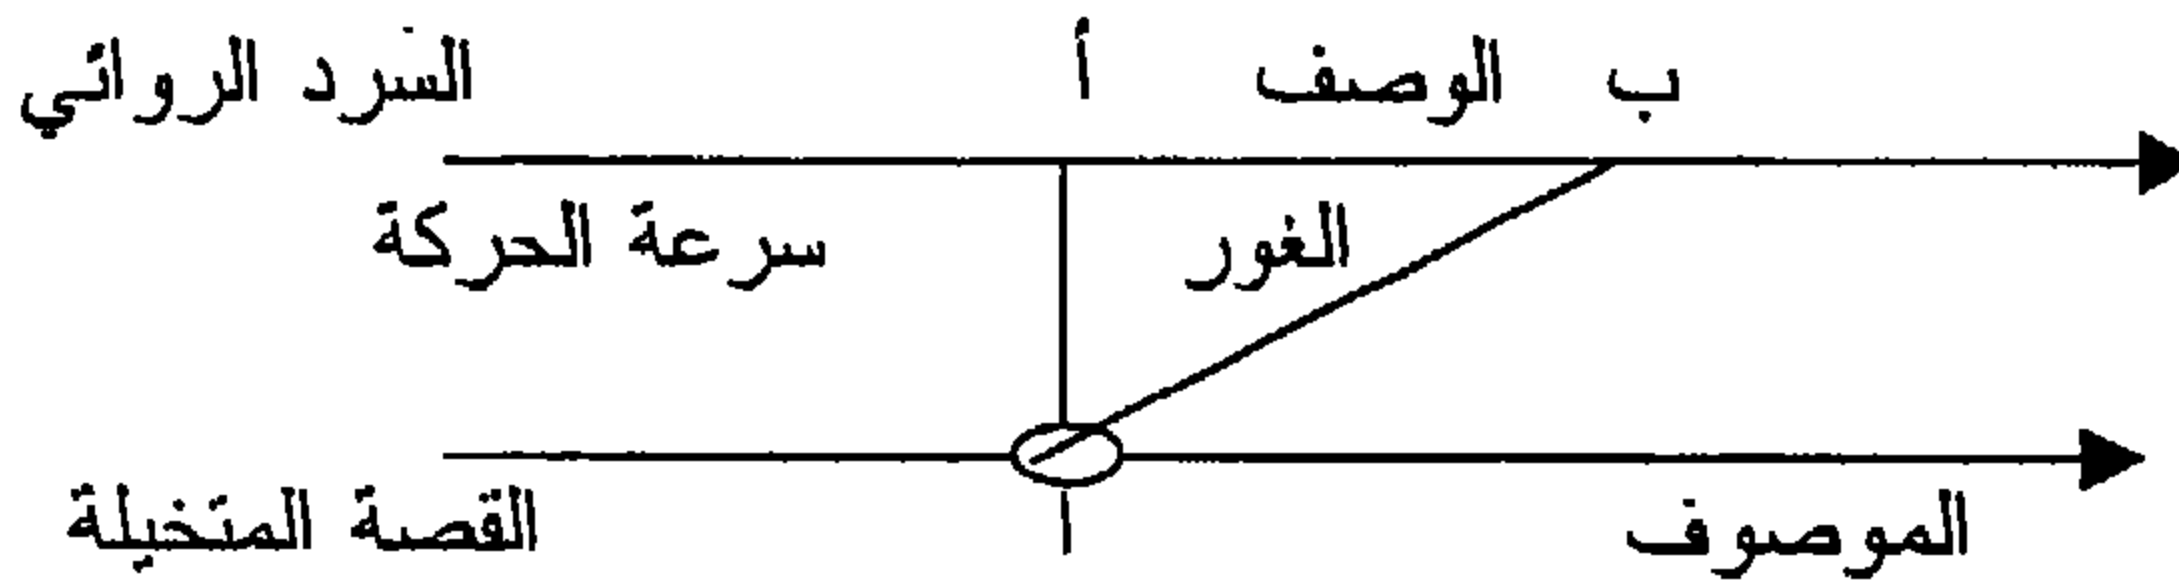 السّرد الروائي أ الوصف ب
سرعة الحركة الغور
القصة المتخيلة ا الموصوف